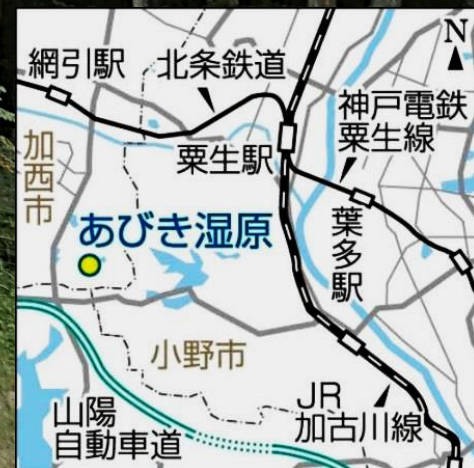 N
網引駅
北条鉄道
神戸電鉄
粟生線
加西市
粟生駅
葉多駅
あびき湿原
小野市
JR
加古川線
山陽
自動車道